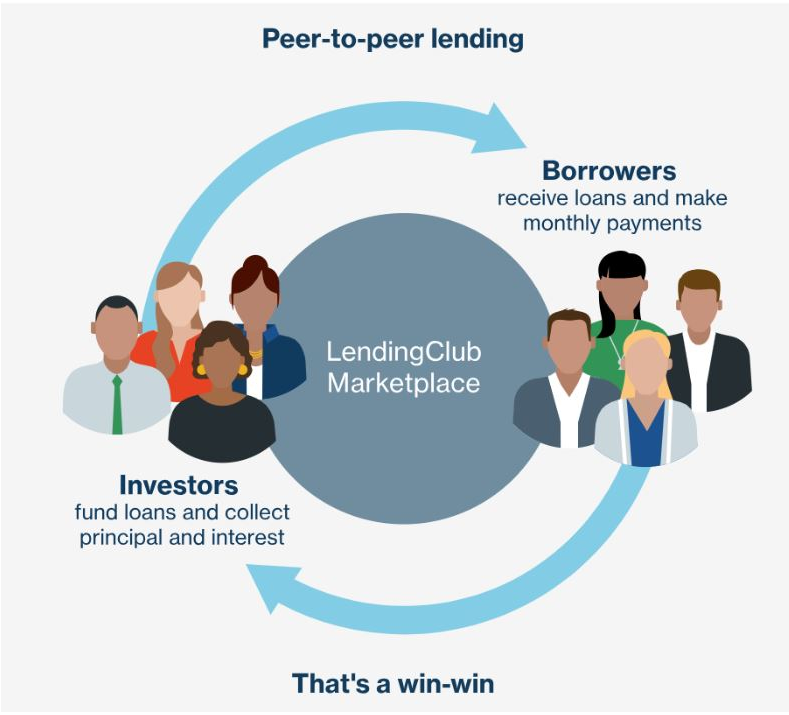 Peer-to-peer lending
Borrowers
receive loans and make
monthly payments
LendingClub
Marketplace
Investors
fund loans and collect
principal and interest
That's a win-win